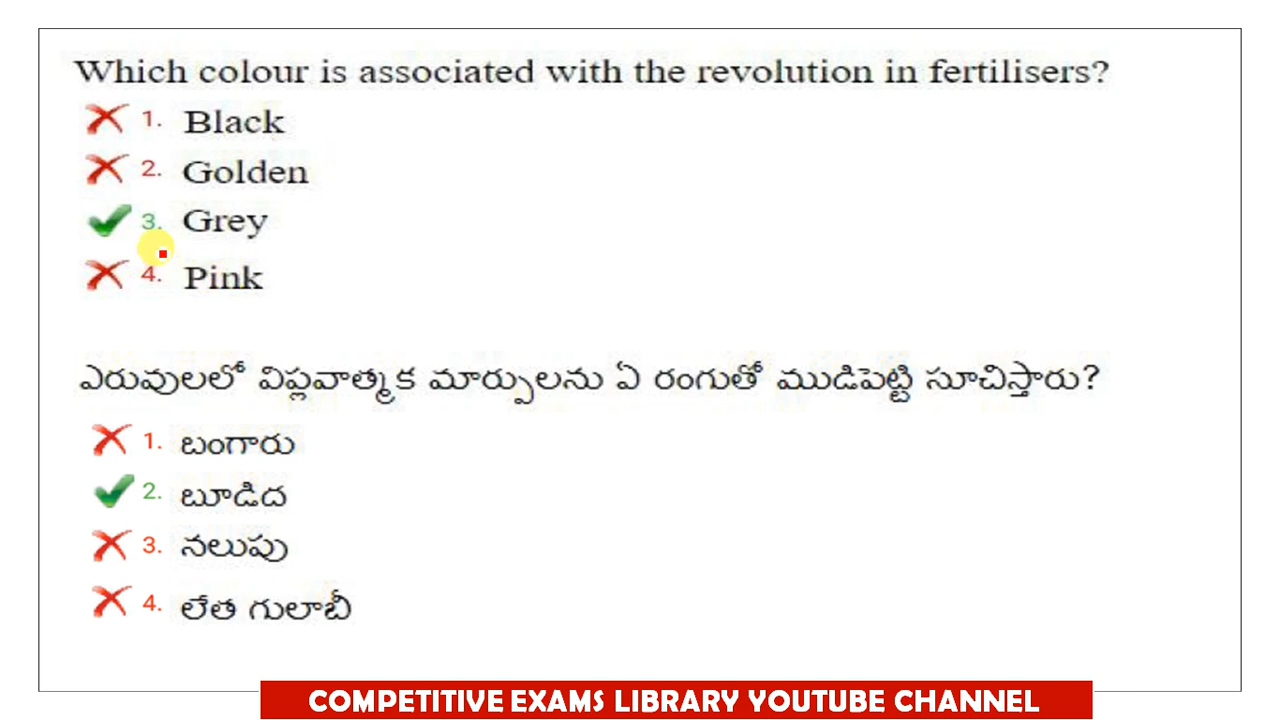 Which colour is associated with the revolution in fertilisers?
1. Black
2. Golden
3. Grey
4. Pink
ఎరువులలో విప్లవాత్మక మార్పులను ఏ రంగుతో ముడిపెట్టి సూచిస్తారు?
1. బంగారు
2. బూడిద
3. నలుపు
4. లేత గులాబీ
COMPETITIVE EXAMS LIBRARY YOUTUBE CHANNEL